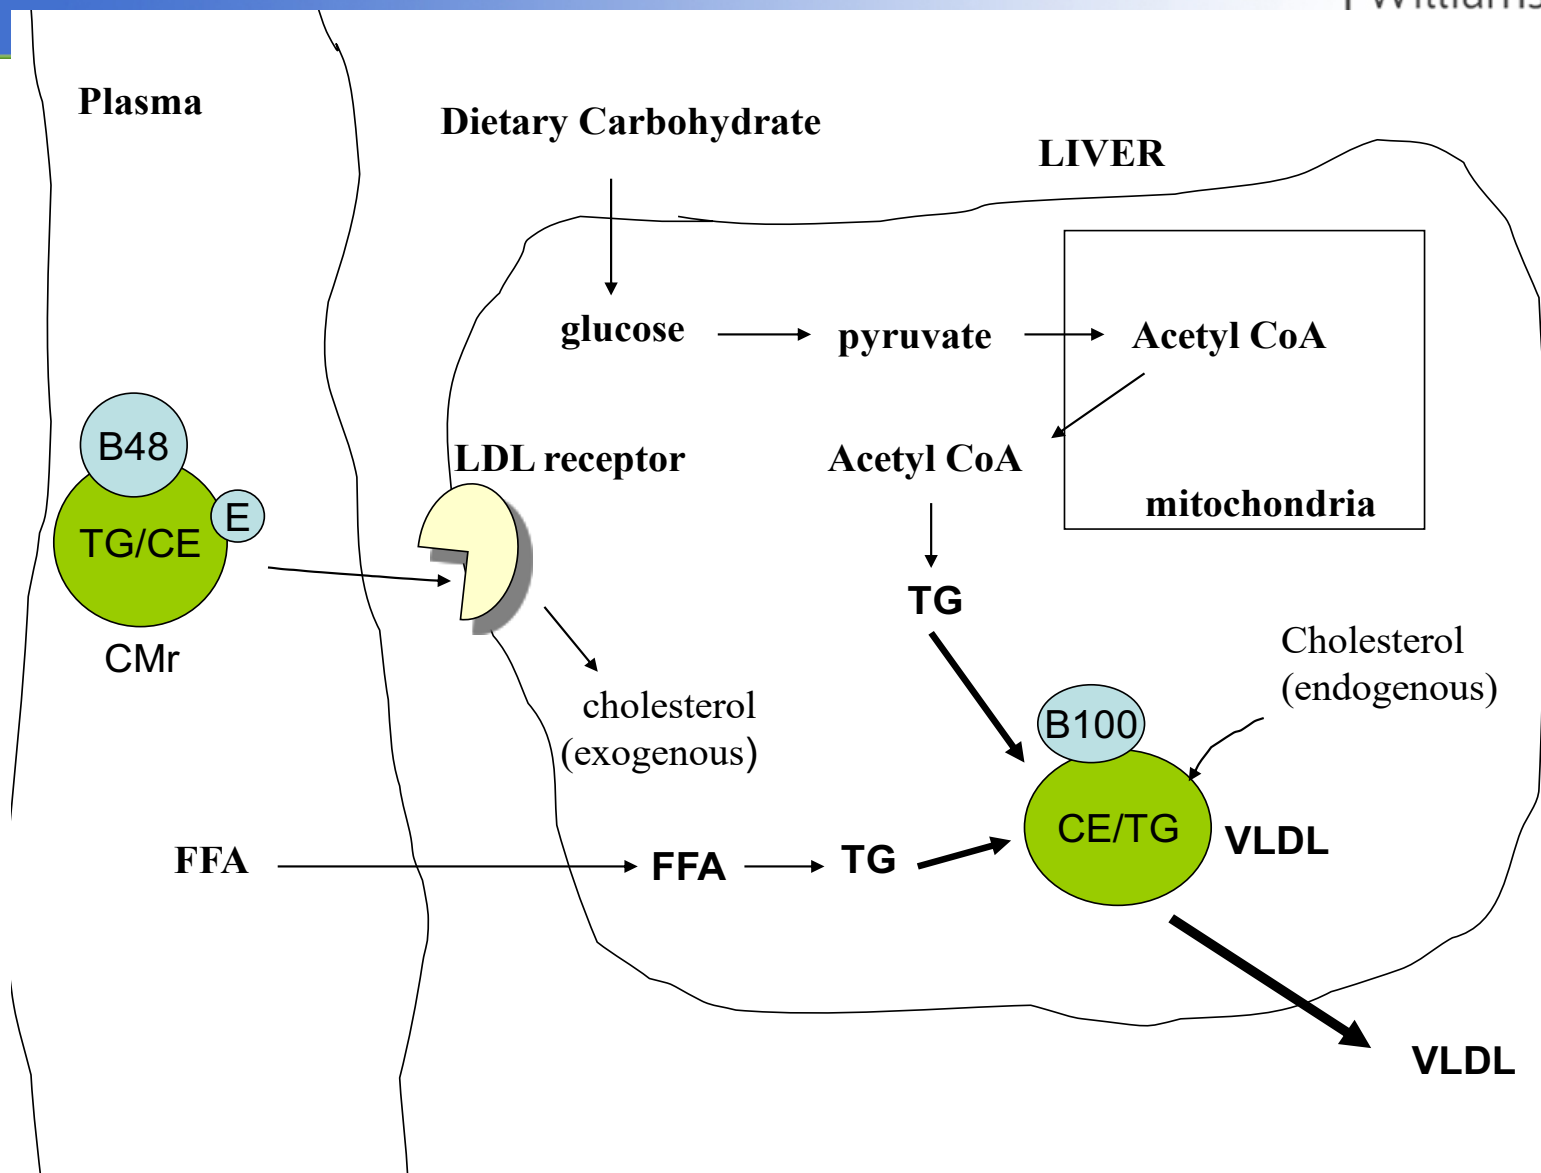 Plasma
Dietary Carbohydrate
LIVER
glucose
pyruvate
Acetyl CoA
B48
LDL receptor
Acetyl CoA
mitochondria
E
TG/CE
TG
CMr
Cholesterol
(endogenous)
cholesterol
(exogenous)
B100
CE/TG
VLDL
FFA
FFA
TG
VLDL